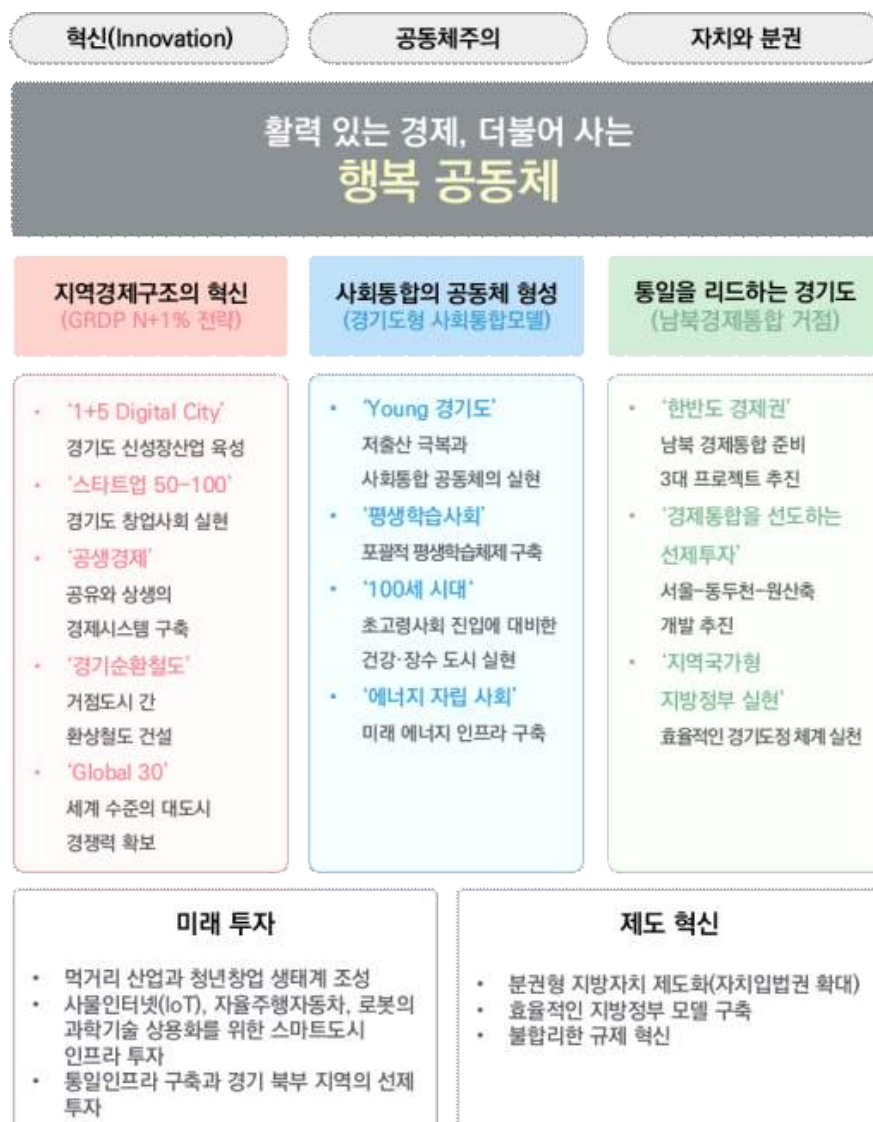 혁신(Innovation)
공동체주의
자치와 분권
활력 있는 경제, 더불어 사는
행복 공동체
지역경제구조의 혁신
(GRDP N+1% 전략)
사회통합의 공동체 형성
(경기도형 사회통합모델)
통일을 리드하는 경기도
(남북경제통합 거점)
• '1+5 Digital City'
경기도 신성장산업 육성
• '스타트업 50-100'
경기도 창업사회 실현
• '공생경제'
공유와 상생의
경제시스템 구축
• '경기순환철도'
거점도시 간
환상철도 건설
• 'Global 30'
세계 수준의 대도시
경쟁력 확보
• 'Young 경기도'
저출산 극복과
사회통합 공동체의 실현
• '평생학습사회'
포괄적 평생학습체제 구축
• '100세 시대'
초고령사회 진입에 대비한
건강·장수 도시 실현
• '에너지 자립 사회'
미래 에너지 인프라 구축
• '한반도 경제권'
남북 경제통합 준비
3대 프로젝트 추진
• '경제통합을 선도하는
선제투자'
서울-동두천-원산축
개발 추진
• '지역국가형
지방정부 실현'
효율적인 경기도정 체계 실천
미래 투자
• 먹거리 산업과 청년창업 생태계 조성
• 사물인터넷(IoT), 자율주행자동차, 로봇의
과학기술 상용화를 위한 스마트도시
인프라 투자
• 통일인프라 구축과 경기 북부 지역의 선제
투자
제도 혁신
• 분권형 지방자치 제도화(자치입법권 확대)
• 효율적인 지방정부 모델 구축
• 불합리한 규제 혁신